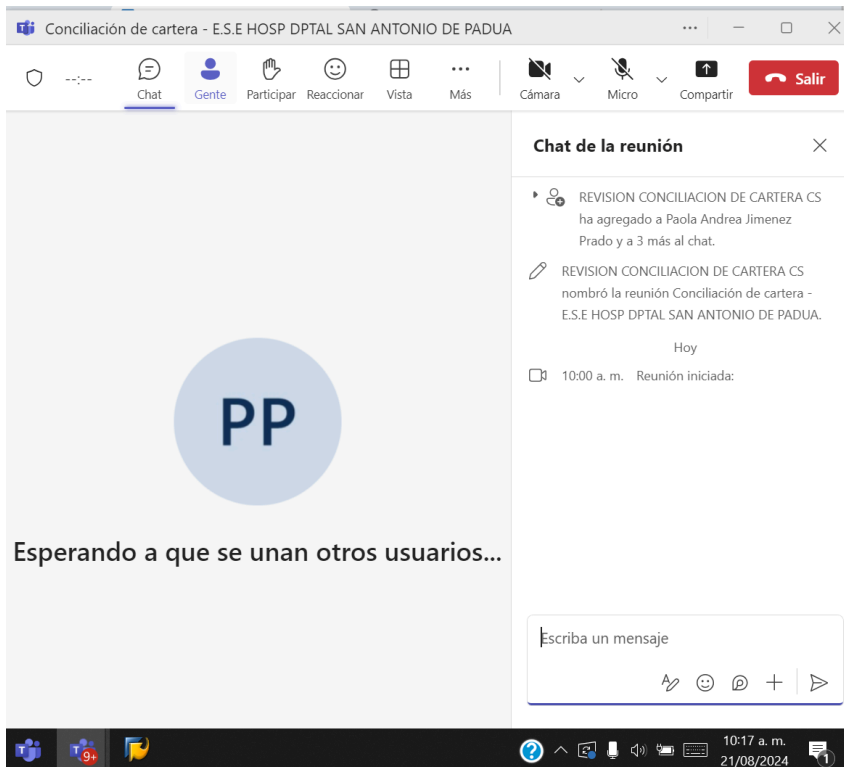 Conciliación de cartera - E.S.E HOSP DPTAL SAN ANTONIO DE PADUA
--:--
Chat
Gente
Participar
Reaccionar
Vista
Más
Cámara
Micro
Compartir
Salir
Chat de la reunión
REVISION CONCILIACION DE CARTERA CS
ha agregado a Paola Andrea Jimenez
Prado y a 3 más al chat.
REVISION CONCILIACION DE CARTERA CS
nombró la reunión Conciliación de cartera -
E.S.E HOSP DPTAL SAN ANTONIO DE PADUA.
Hoy
10:00 a. m. Reunión iniciada:
PP
Esperando a que se unan otros usuarios...
Escriba un mensaje
9+
10:17 a. m.
21/08/2024
1